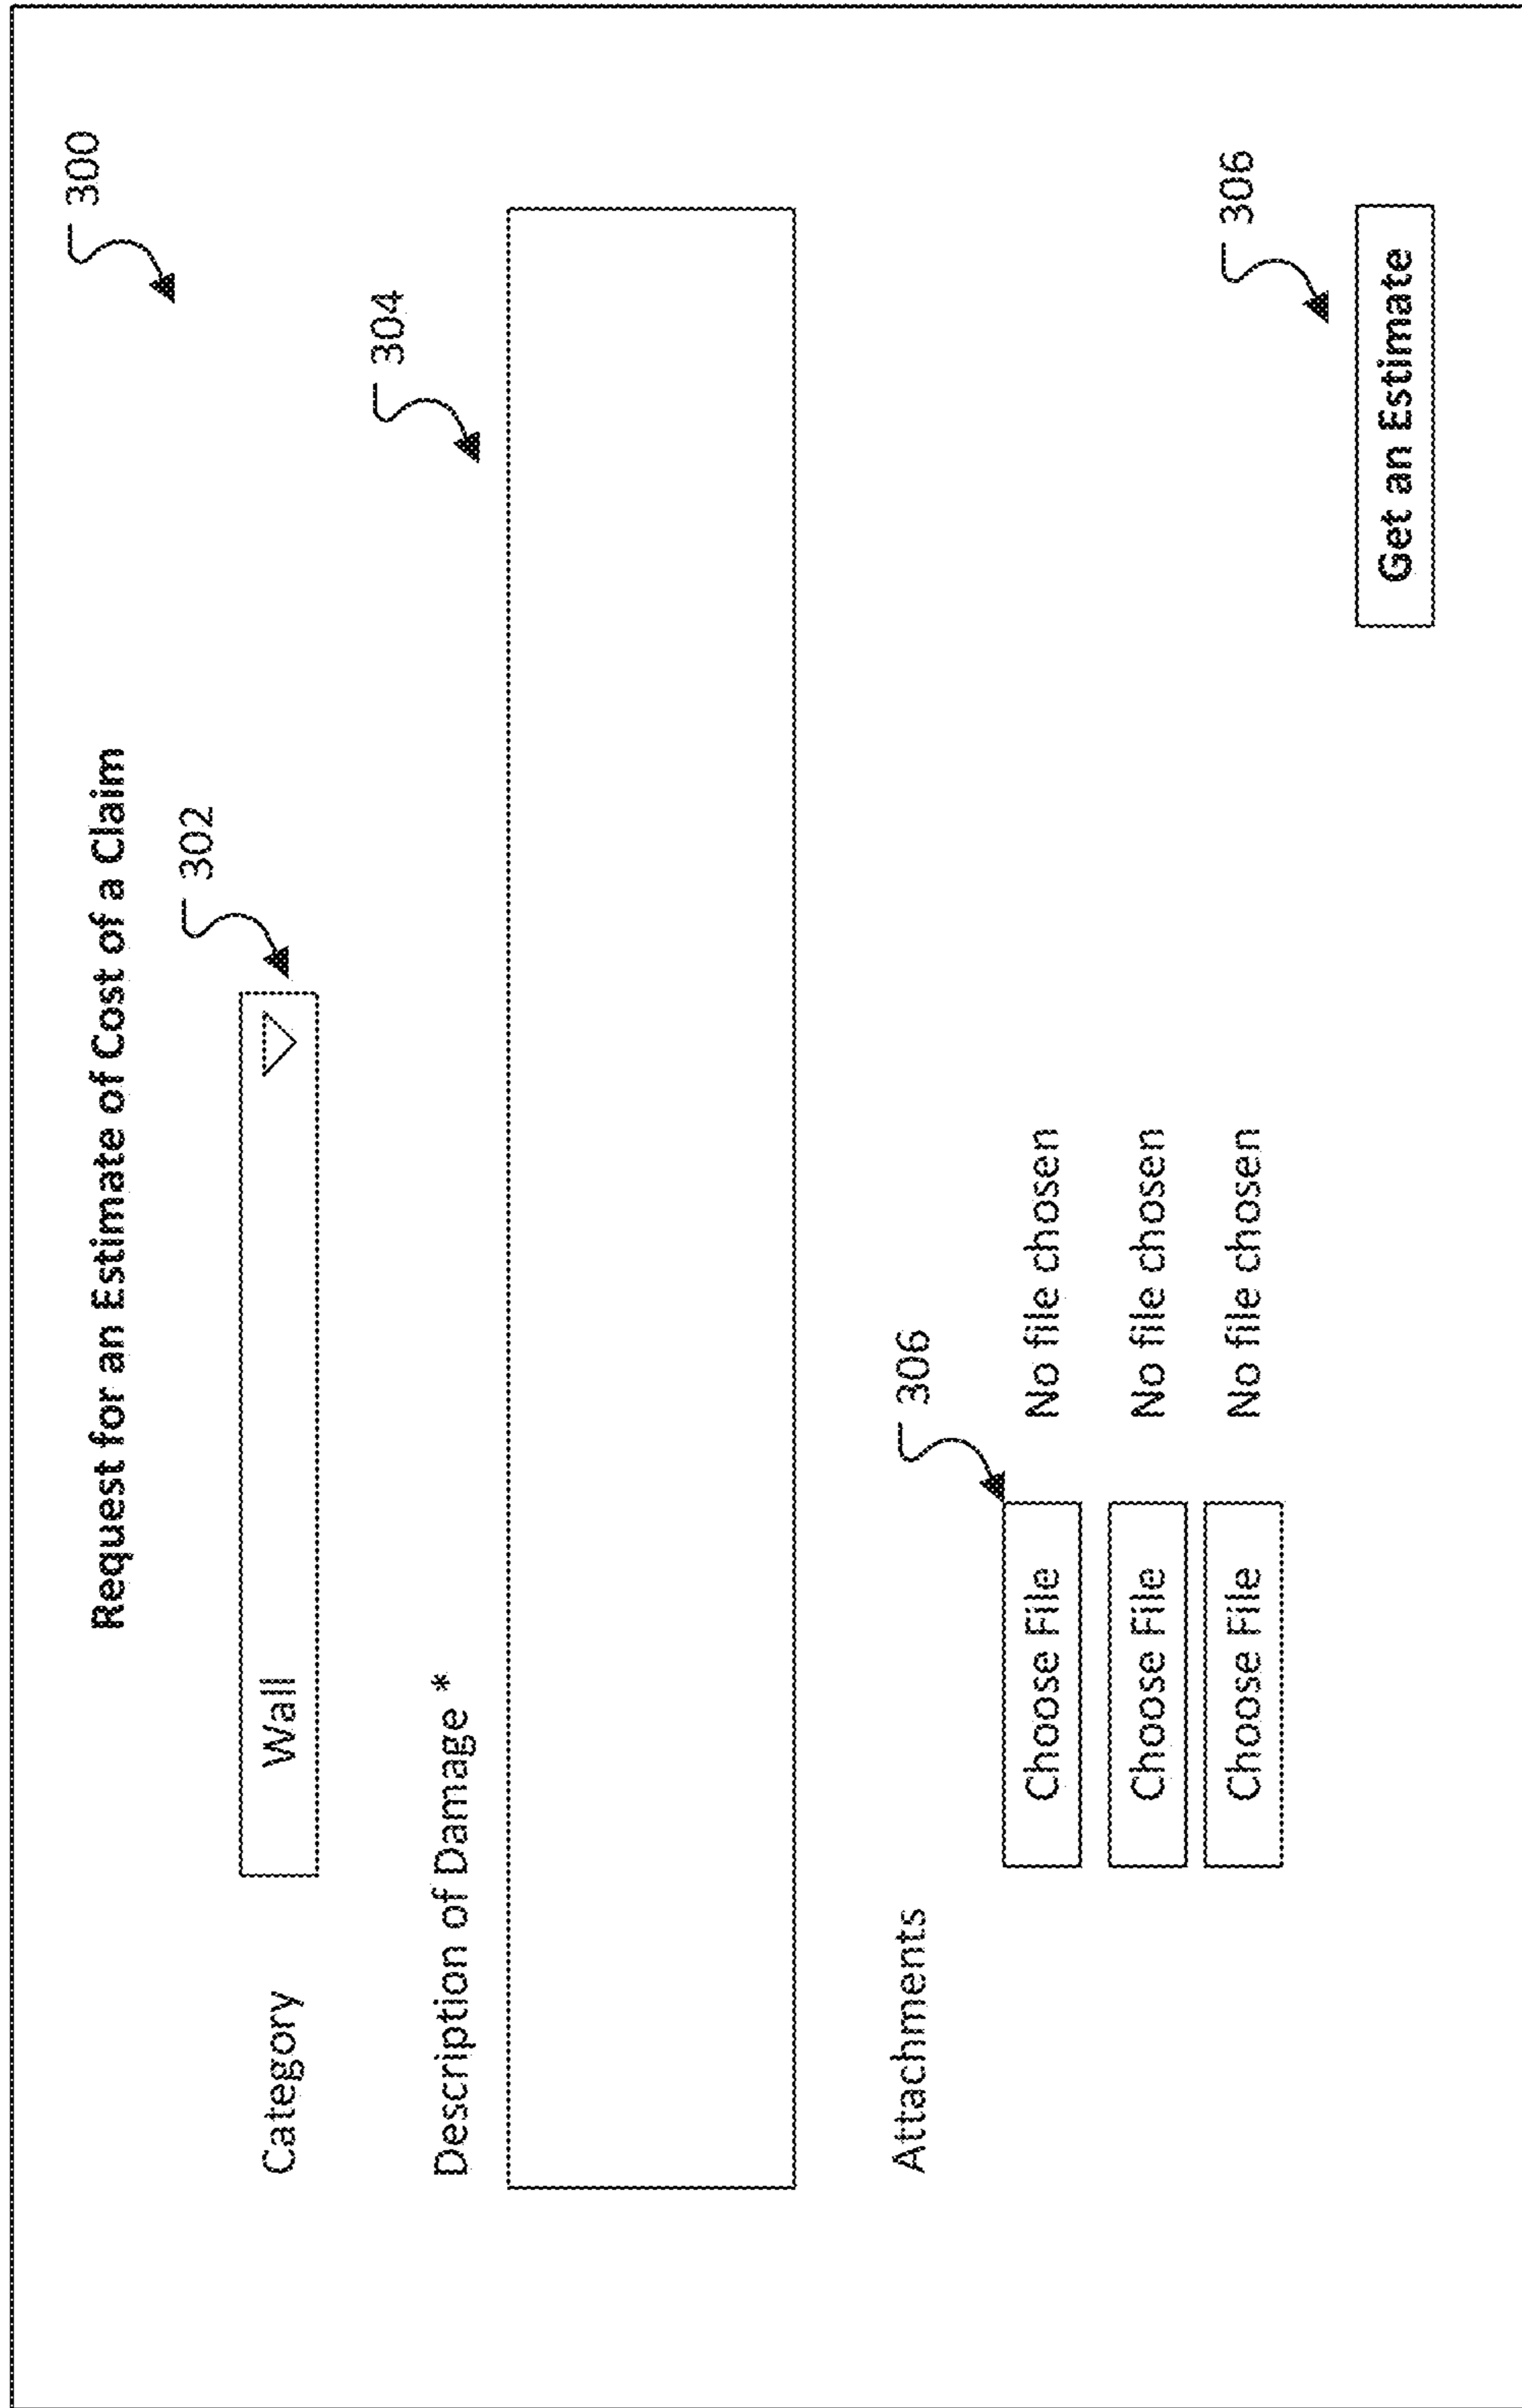 300
Request for an Estimate of Cost of a Claim
302
Category Wall
304
Description of Damage *
Attachments 306
Choose File No file chosen
Choose File No file chosen
Choose File No file chosen
306
Get an Estimate